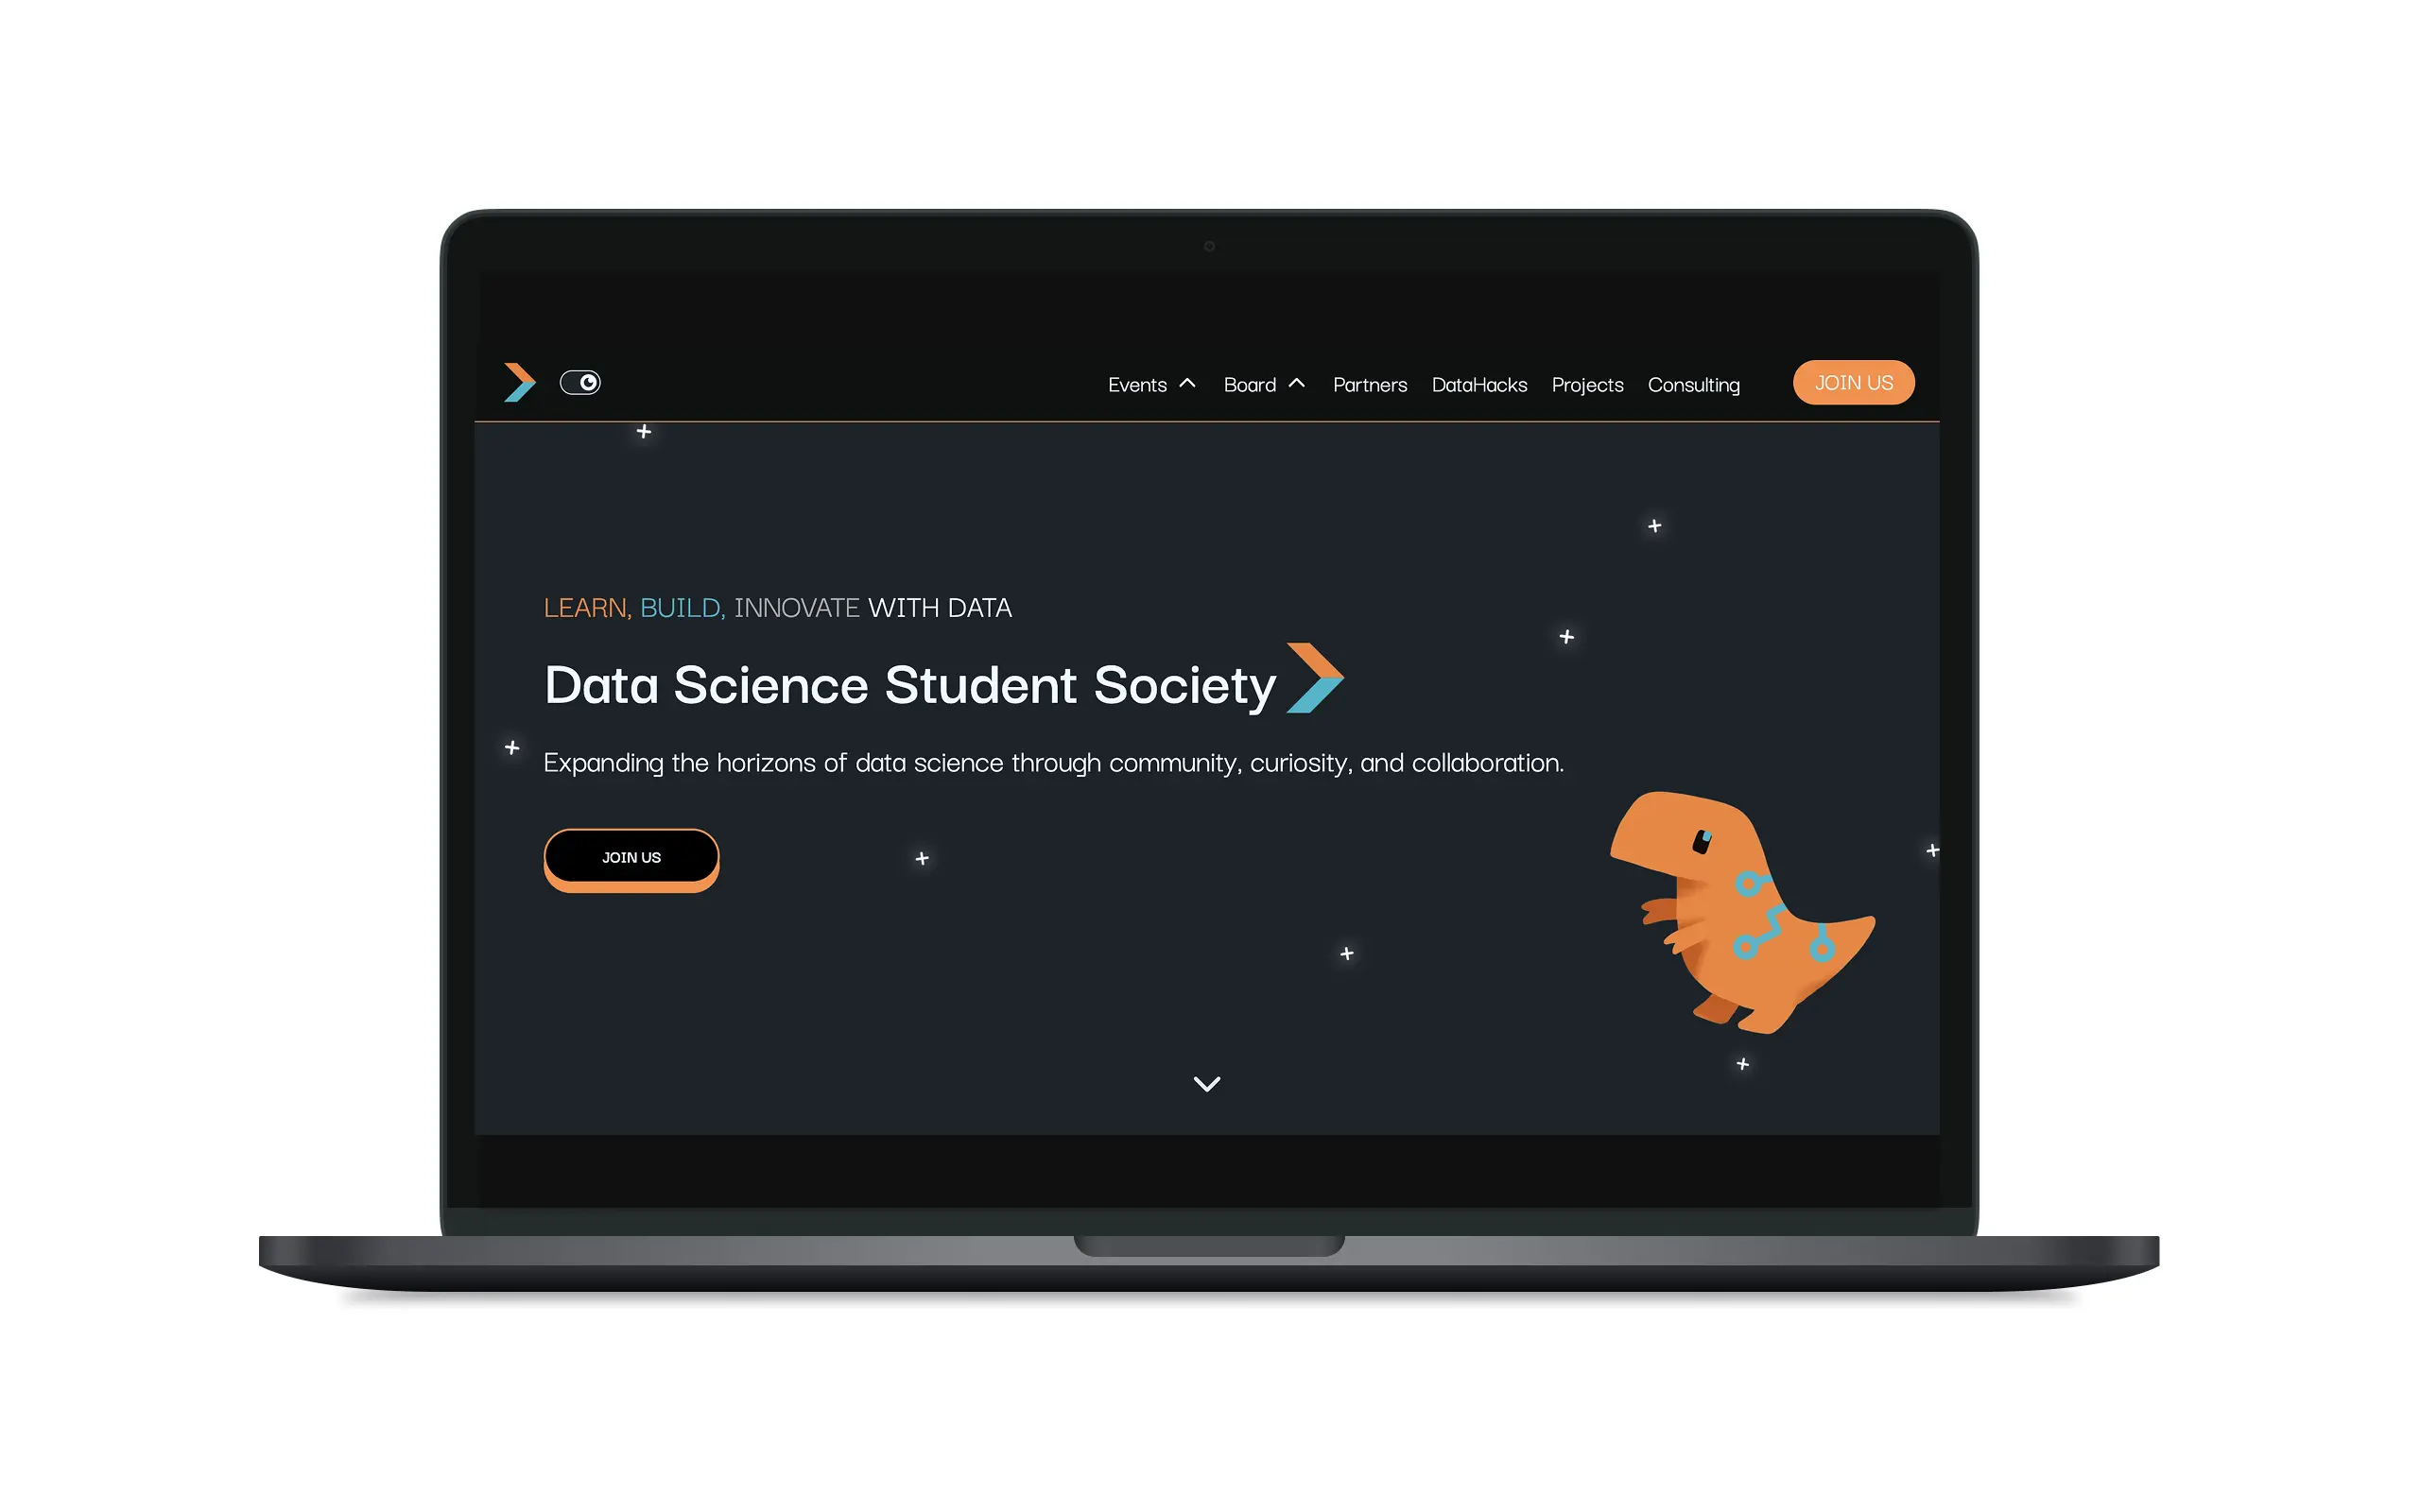 Events Board Partners DataHacks Projects Consulting JOIN US
LEARN, BUILD, INNOVATE WITH DATA
Data Science Student Society
Expanding the horizons of data science through community, curiosity, and collaboration.
JOIN US